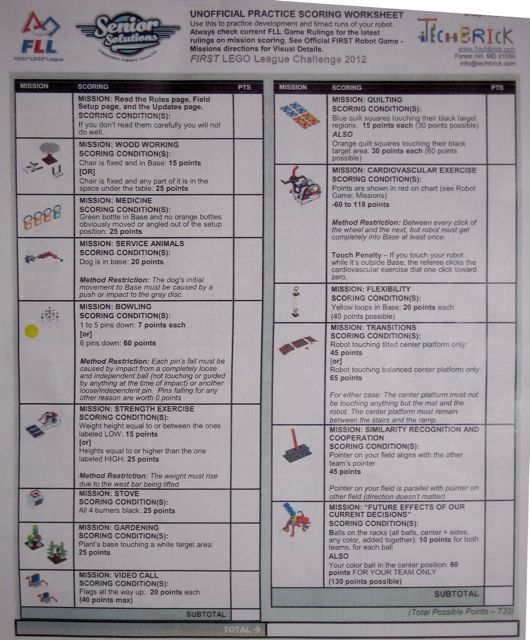 UNOFFICIAL PRACTICE SCORING WORKSHEET
Use this to practice development and timed runs of your robot.
Always check current FLL Game Rulings for the latest
rulings on mission scoring. See Official FIRST Robot Game -
Missions directions for Visual Details.
FIRST LEGO League Challenge 2012
FLL
FIRST LEGO League
Senior
Solutions
TECHBRICK
www.TechBrick.com
Forest Hill, MD 21050
info@techbrick.com
MISSION SCORING PTS
MISSION: Read the Rules page, Field
Setup page, and the Updates page.
SCORING CONDITION(S):
If you don't read them carefully you will not
do well.
MISSION: WOOD WORKING
SCORING CONDITION(S):
Chair is fixed and in Base: 15 points
[OR]
Chair is fixed and any part of it is in the
space under the table: 25 points
MISSION: MEDICINE
SCORING CONDITION(S):
Green bottle in Base and no orange bottles
obviously moved or angled out of the setup
position: 25 points
MISSION: SERVICE ANIMALS
SCORING CONDITION(S):
Dog is in base: 20 points
Method Restriction: The dog's initial
movement to Base must be caused by a
push or impact to the gray disc.
MISSION: BOWLING
SCORING CONDITION(S):
1 to 5 pins down: 7 points each
[or]
6 pins down: 60 points
Method Restriction: Each pin's fall must be
caused by impact from a completely loose
and independent ball (not touching or guided
by anything at the time of impact) or another
loose/independent pin. Pins falling for any
other reason are worth 0 points
MISSION: STRENGTH EXERCISE
SCORING CONDITION(S):
Weight height equal to or between the ones
labeled LOW: 15 points
[or]
Heights equal to or higher than the one
labeled HIGH: 25 points
Method Restriction: The weight must rise
due to the west bar being lifted
MISSION: STOVE
SCORING CONDITION(S):
All 4 burners black: 25 points
MISSION: GARDENING
SCORING CONDITION(S):
Plant's base touching a white target area:
25 points
MISSION: VIDEO CALL
SCORING CONDITION(S):
Flags all the way up: 20 points each
(40 points max)
SUBTOTAL
MISSION SCORING PTS
MISSION: QUILTING
SCORING CONDITION(S):
Blue quilt squares touching their black target
regions. 15 points each (30 points possible)
ALSO
Orange quilt squares touching their black
target area. 30 points each (60 points
possible)
MISSION: CARDIOVASCULAR EXERCISE
SCORING CONDITION(S):
Points are shown in red on chart (see Robot
Game: Missions)
-60 to 118 points
Method Restriction: Between every click of
the wheel and the next, but robot must get
completely into Base at least once.
Touch Penalty – If you touch your robot
while it's outside Base, the referee clicks the
cardiovascular exercise dial one click toward
zero.
MISSION: FLEXIBILITY
SCORING CONDITION(S):
Yellow loops in Base: 20 points each
(40 points possible)
MISSION: TRANSITIONS
SCORING CONDITION(S):
Robot touching tilted center platform only:
45 points
[or]
Robot touching balanced center platform only:
65 points
For either case: The center platform must not
be touching anything but the mat and the
robot. The center platform must remain
between the stairs and the ramp.
MISSION: SIMILARITY RECOGNITION AND
COOPERATION
SCORING CONDITION(S):
Pointer on your field aligns with the other
team's pointer
45 points
Pointer on your field is parallel with pointer on
other field (direction doesn't matter)
MISSION: "FUTURE EFFECTS OF OUR
CURRENT DECISIONS"
SCORING CONDITION(S):
Balls on the racks (all balls, center + sides,
any color, added together): 10 points for both
teams, for each ball
ALSO
Your color ball in the center position: 60
points FOR YOUR TEAM ONLY
(130 points possible)
SUBTOTAL
(Total Possible Points - 733)
TOTAL →